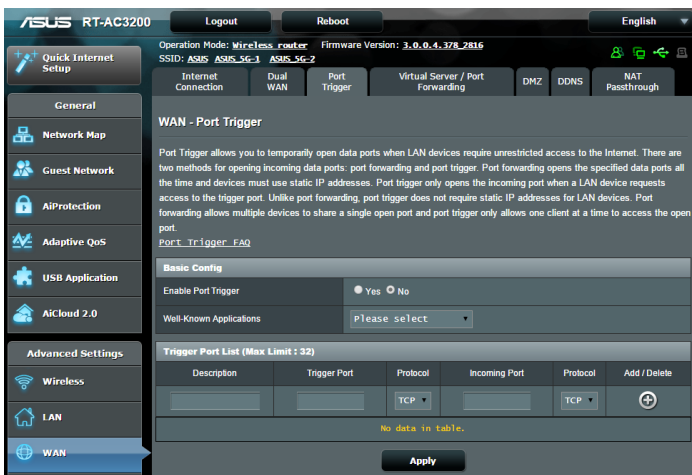 ASUS RT-AC3200
Logout
Reboot
English
Quick Internet
Setup
Operation Mode: Wireless router Firmware Version: 3.0.0.4.378_2816
SSID: ASUS ASUS_5G-1 ASUS_5G-2
General
Network Map
Guest Network
AiProtection
Adaptive QoS
USB Application
AiCloud 2.0
Advanced Settings
Wireless
LAN
WAN
Internet
Connection
Dual
WAN
Port
Trigger
Virtual Server / Port
Forwarding
DMZ
DDNS
NAT
Passthrough
WAN - Port Trigger
Port Trigger allows you to temporarily open data ports when LAN devices require unrestricted access to the Internet. There are
two methods for opening incoming data ports: port forwarding and port trigger. Port forwarding opens the specified data ports all
the time and devices must use static IP addresses. Port trigger only opens the incoming port when a LAN device requests
access to the trigger port. Unlike port forwarding, port trigger does not require static IP addresses for LAN devices. Port
forwarding allows multiple devices to share a single open port and port trigger only allows one client at a time to access the open
port.
Port Trigger FAQ
Basic Config
Enable Port Trigger
Yes No
Well-Known Applications
Please select
Trigger Port List (Max Limit : 32)
Description Trigger Port Protocol Incoming Port Protocol Add / Delete
TCP TCP
No data in table.
Apply